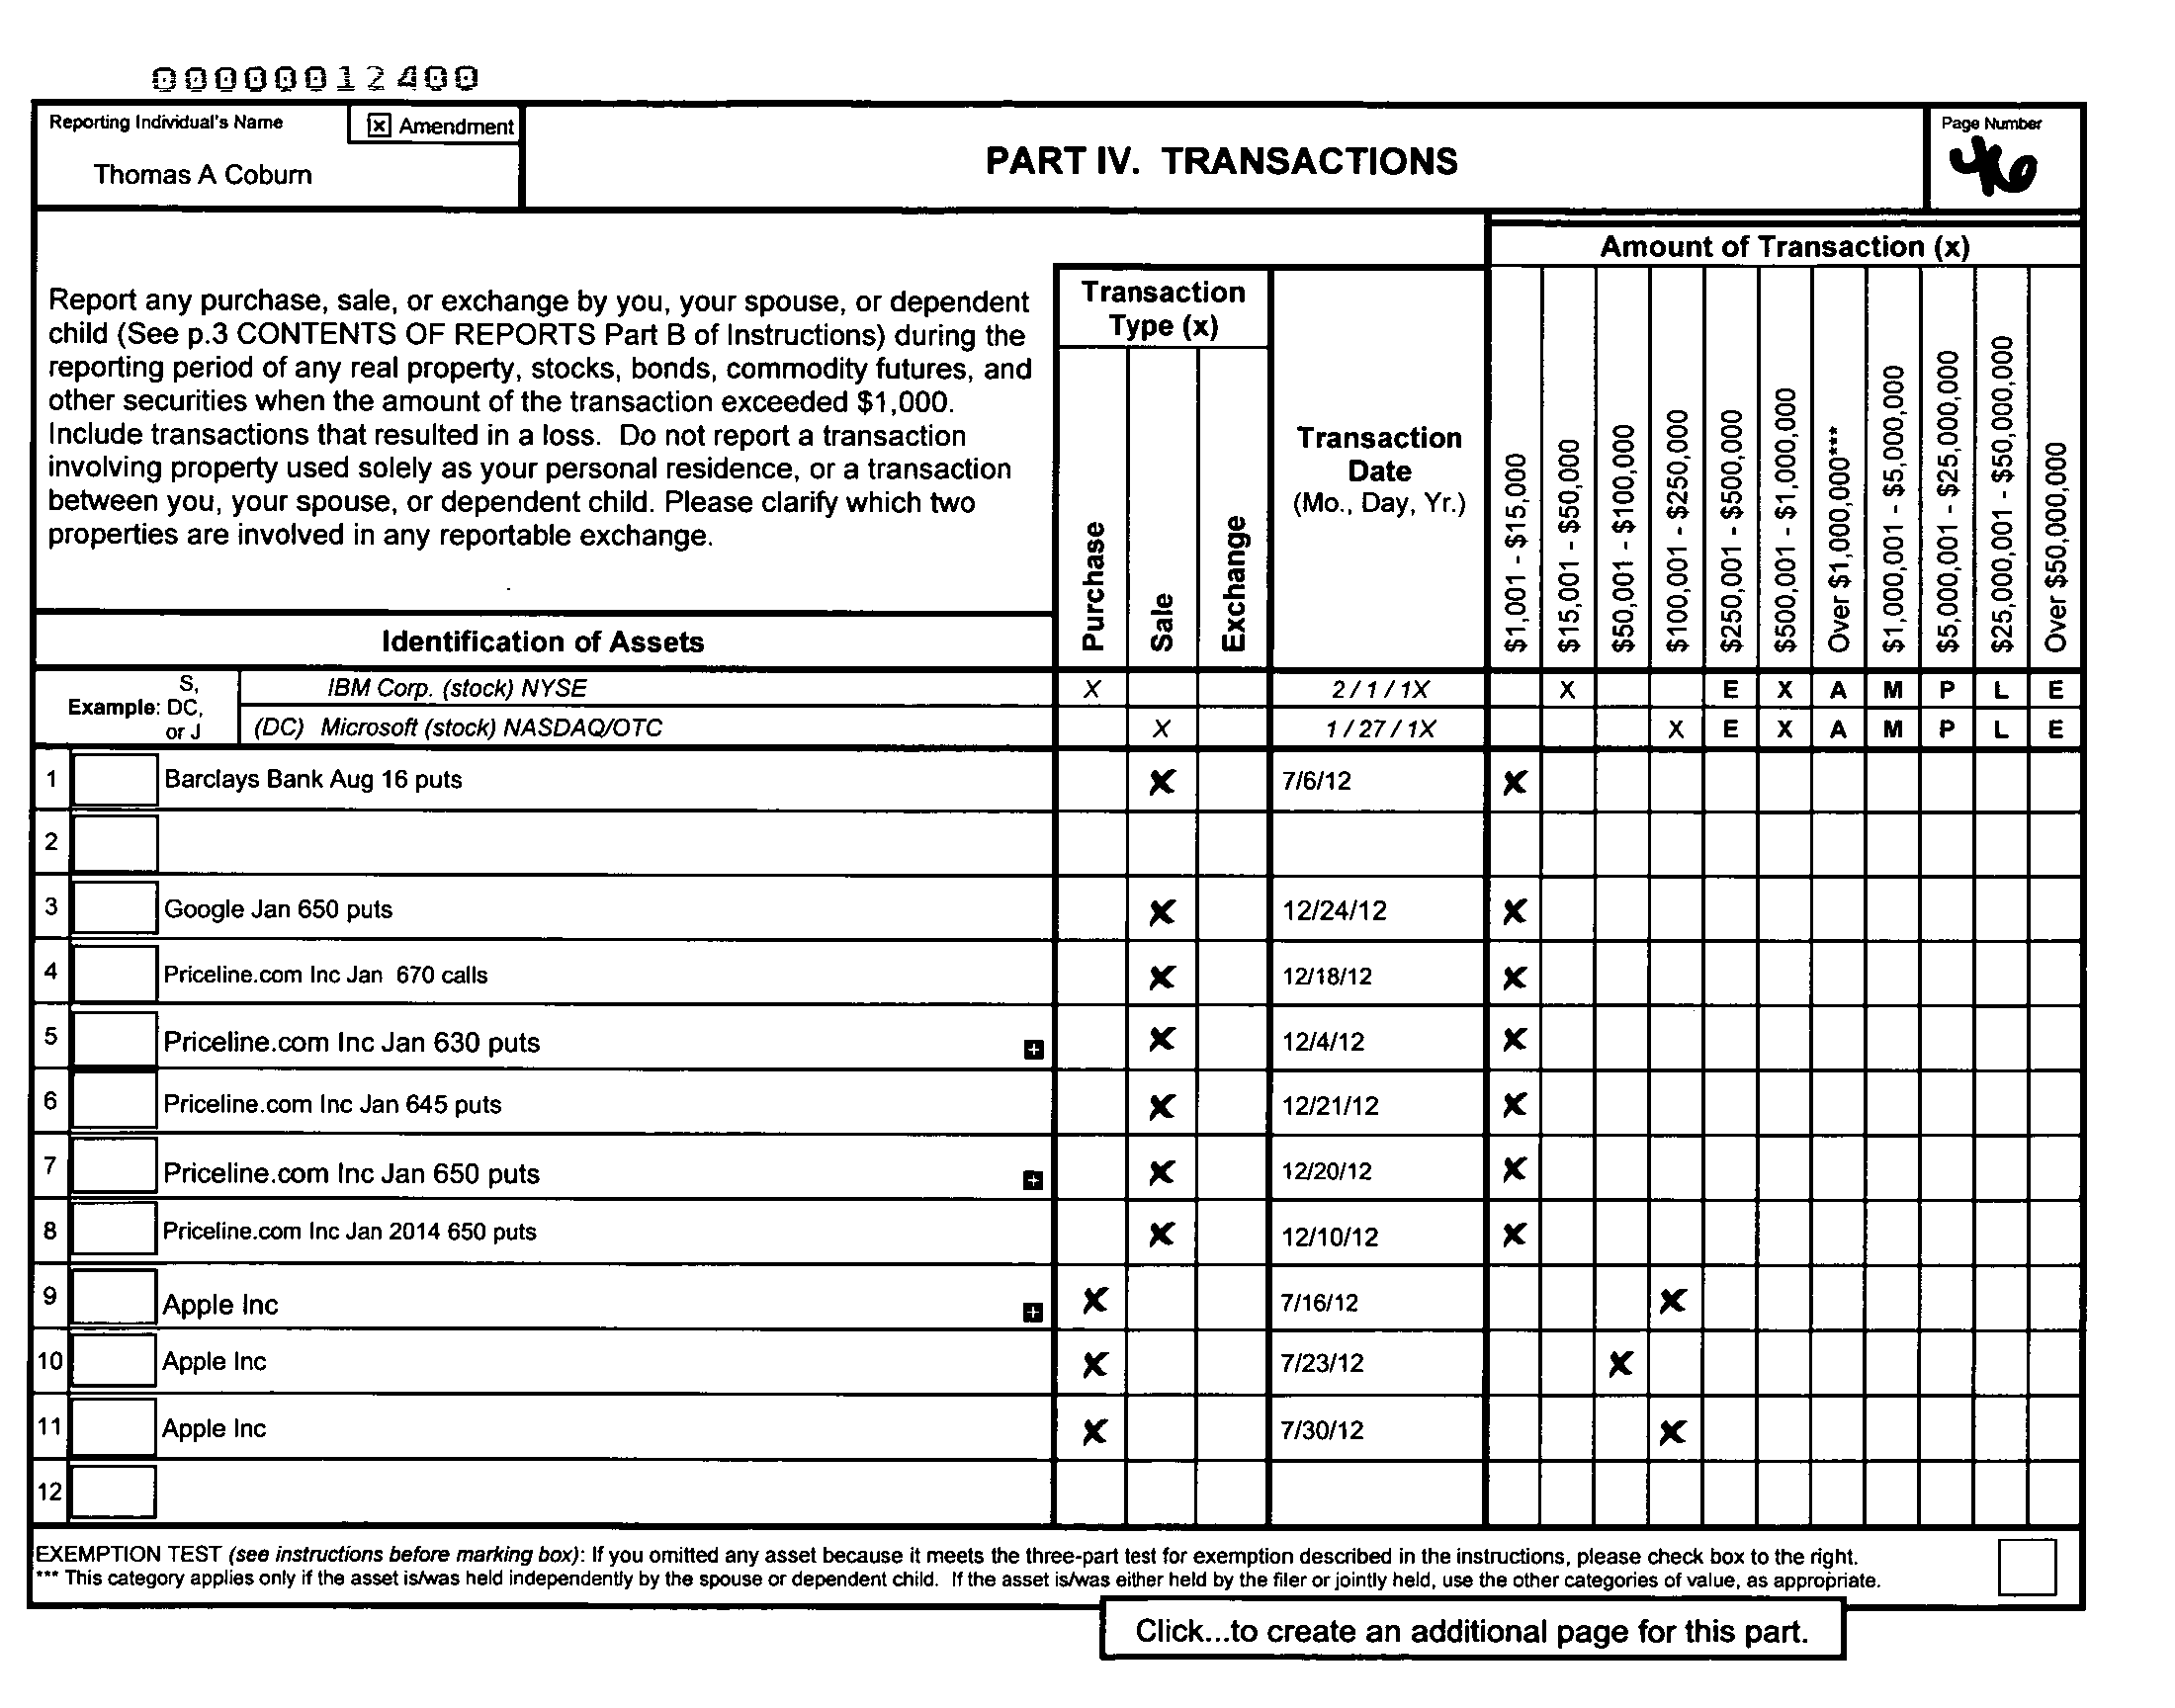 00000012400
Reporting Individual's Name
☒ Amendment
Thomas A Coburn
PART IV. TRANSACTIONS
Page Number
46
Report any purchase, sale, or exchange by you, your spouse, or dependent
child (See p.3 CONTENTS OF REPORTS Part B of Instructions) during the
reporting period of any real property, stocks, bonds, commodity futures, and
other securities when the amount of the transaction exceeded $1,000.
Include transactions that resulted in a loss. Do not report a transaction
involving property used solely as your personal residence, or a transaction
between you, your spouse, or dependent child. Please clarify which two
properties are involved in any reportable exchange.
Identification of Assets
Transaction
Type (x)
Purchase
Sale
Exchange
Transaction
Date
(Mo., Day, Yr.)
Amount of Transaction (x)
$1,001 - $15,000
$15,001 - $50,000
$50,001 - $100,000
$100,001 - $250,000
$250,001 - $500,000
$500,001 - $1,000,000
Over $1,000,000***
$1,000,001 - $5,000,000
$5,000,001 - $25,000,000
$25,000,001 - $50,000,000
Over $50,000,000
Example: S,
DC,
or J
IBM Corp. (stock) NYSE X 2 / 1 / 1X X E X A M P L E
(DC) Microsoft (stock) NASDAQ/OTC X 1 / 27 / 1X X E X A M P L E
1 Barclays Bank Aug 16 puts X 7/6/12 X
2
3 Google Jan 650 puts X 12/24/12 X
4 Priceline.com Inc Jan 670 calls X 12/18/12 X
5 Priceline.com Inc Jan 630 puts + X 12/4/12 X
6 Priceline.com Inc Jan 645 puts X 12/21/12 X
7 Priceline.com Inc Jan 650 puts + X 12/20/12 X
8 Priceline.com Inc Jan 2014 650 puts X 12/10/12 X
9 Apple Inc + X 7/16/12 X
10 Apple Inc X 7/23/12 X
11 Apple Inc X 7/30/12 X
12
EXEMPTION TEST (see instructions before marking box): If you omitted any asset because it meets the three-part test for exemption described in the instructions, please check box to the right.
*** This category applies only if the asset is/was held independently by the spouse or dependent child. If the asset is/was either held by the filer or jointly held, use the other categories of value, as appropriate.
Click...to create an additional page for this part.